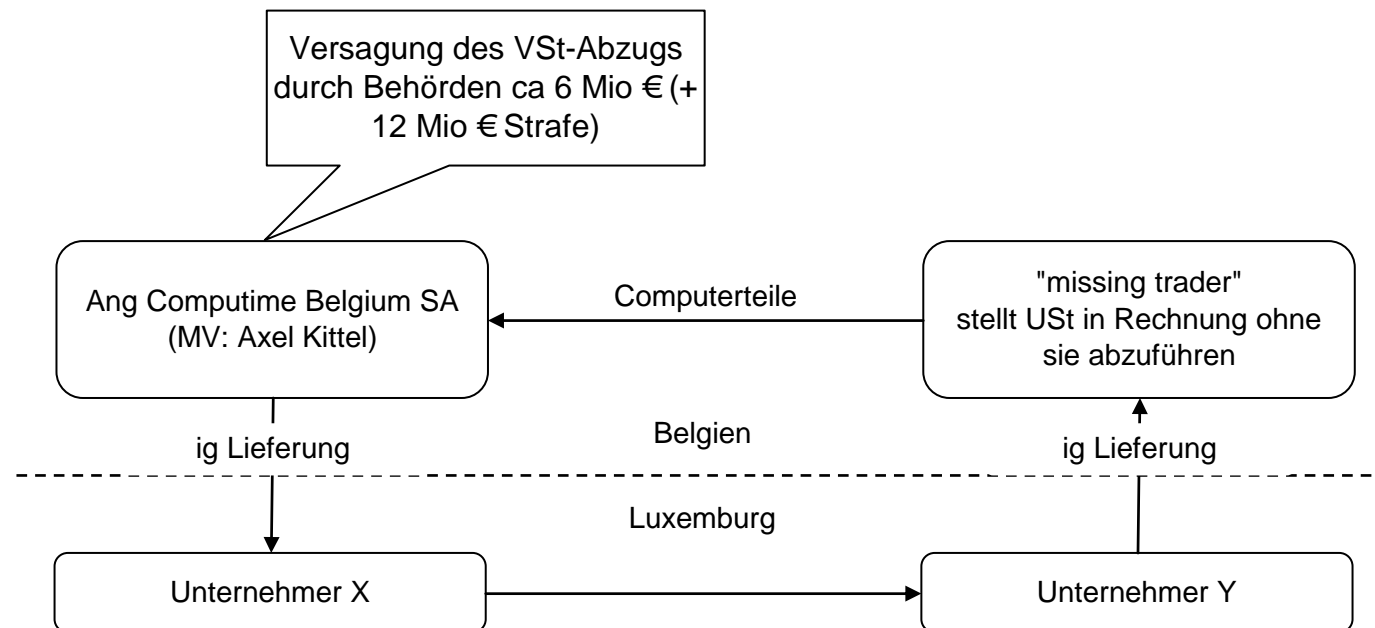 Versagung des VSt-Abzugs
durch Behörden ca 6 Mio € (+
12 Mio € Strafe)
Ang Computime Belgium SA
(MV: Axel Kittel)
Computerteile
"missing trader"
stellt USt in Rechnung ohne
sie abzuführen
ig Lieferung
Belgien
ig Lieferung
Luxemburg
Unternehmer X
Unternehmer Y